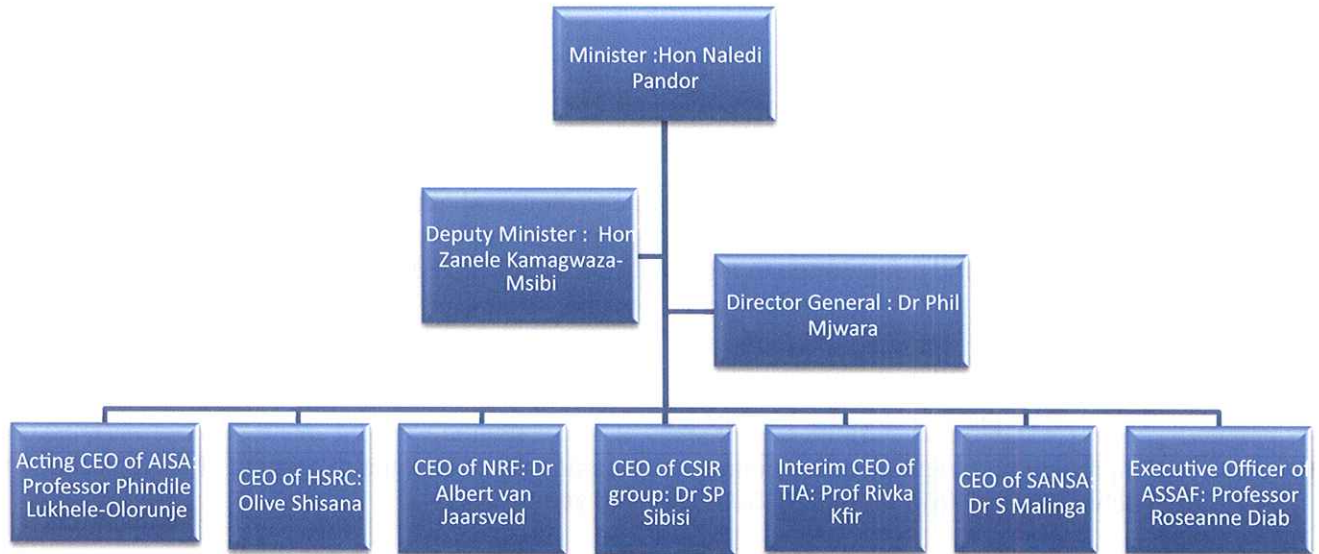 Minister :Hon Naledi
Pandor
Deputy Minister : Hon
Zanele Kamagwaza-
Msibi
Director General : Dr Phil
Mjwara
Acting CEO of AISA:
Professor Phindile
Lukhele-Olorunje
CEO of HSRC:
Olive Shisana
CEO of NRF: Dr
Albert van
Jaarsveld
CEO of CSIR
group: Dr SP
Sibisi
Interim CEO of
TIA: Prof Rivka
Kfir
CEO of SANSA:
Dr S Malinga
Executive Officer of
ASSAF: Professor
Roseanne Diab